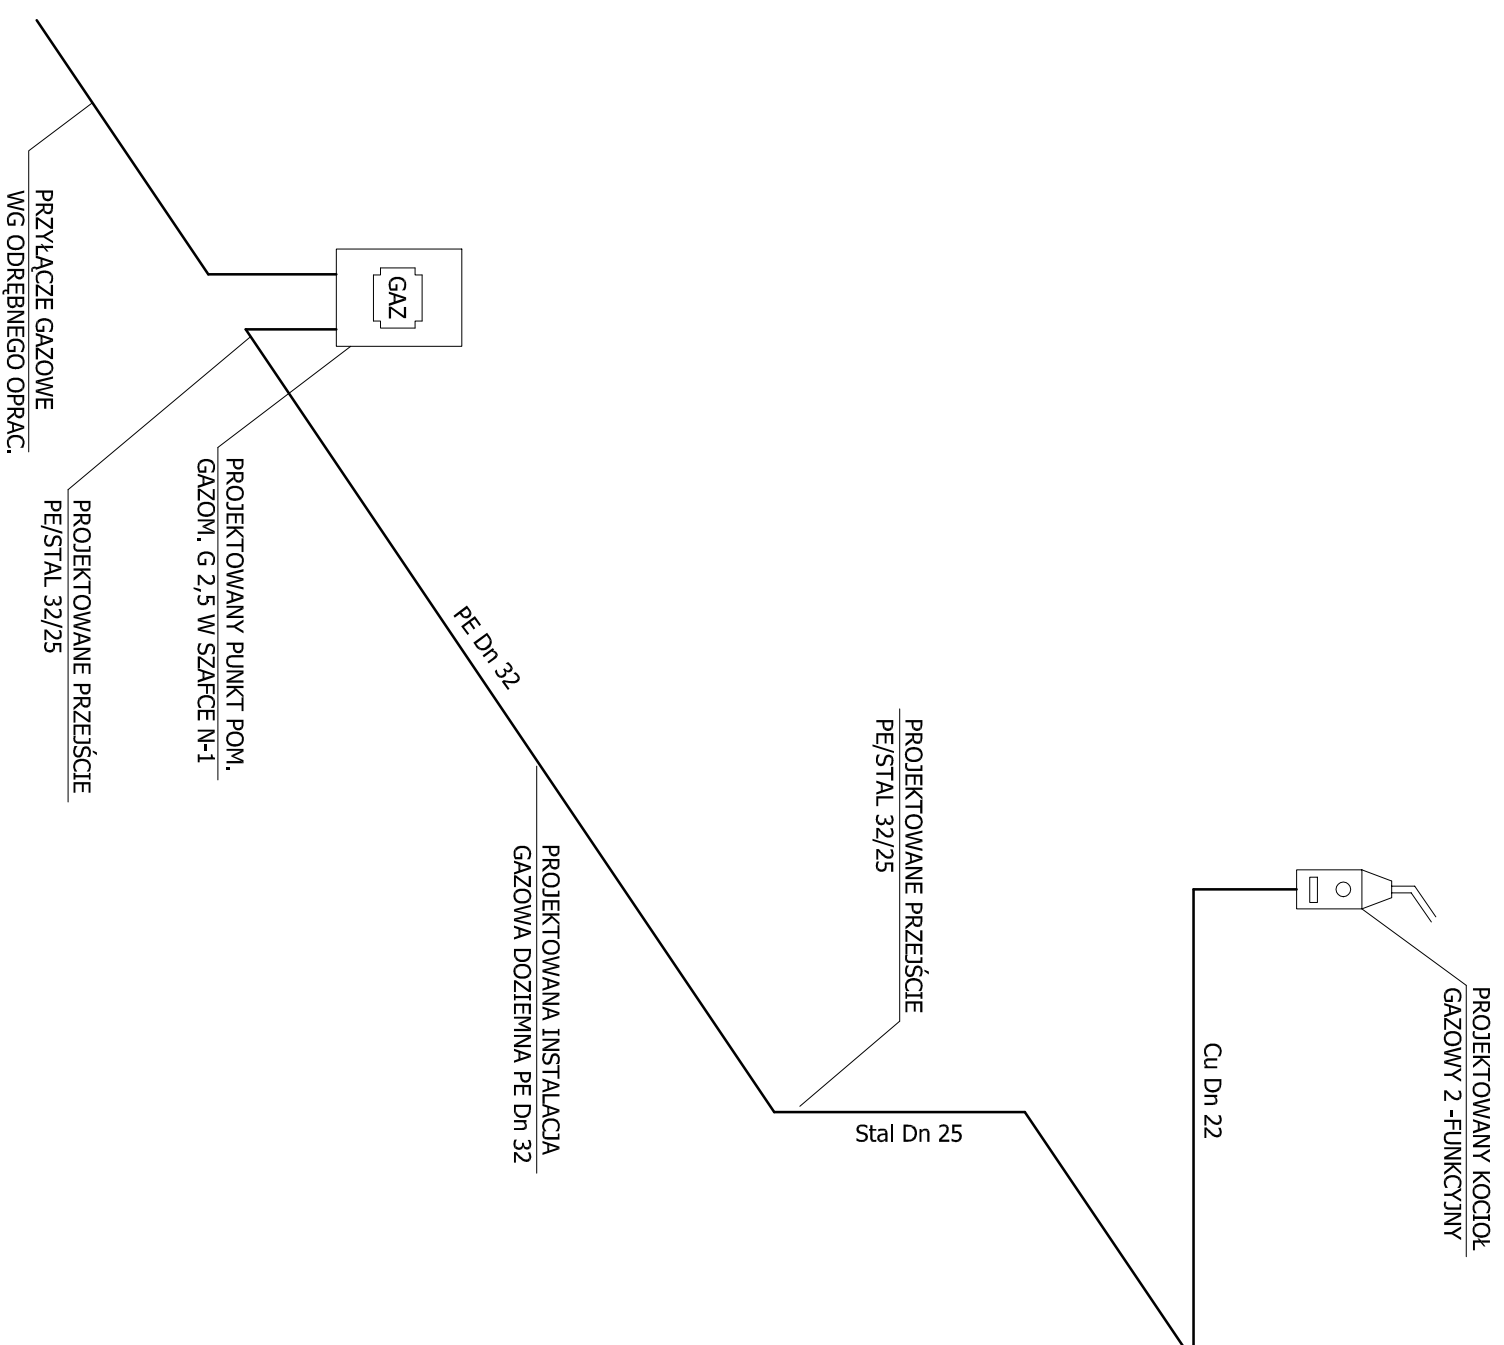 PROJEKTOWANY KOCIOŁ
GAZOWY 2 -FUNKCYJNY
Cu Dn 22
PROJEKTOWANE PRZEJŚCIE
PE/STAL 32/25
Stal Dn 25
PROJEKTOWANA INSTALACJA
GAZOWA DOZIEMNA PE Dn 32
PE Dn 32
GAZ
PROJEKTOWANY PUNKT POM.
GAZOM. G 2,5 W SZAFCE N-1
PROJEKTOWANE PRZEJŚCIE
PE/STAL 32/25
PRZYŁĄCZE GAZOWE
WG ODRĘBNEGO OPRAC.